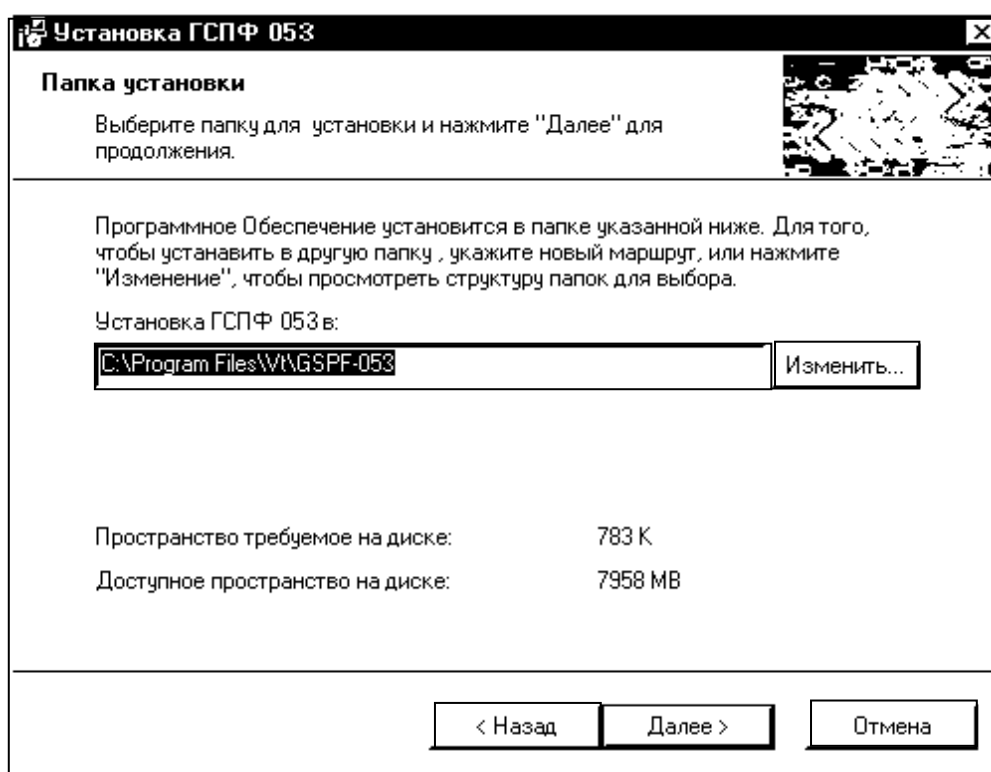 Установка ГСПФ 053
Папка установки
Выберите папку для установки и нажмите "Далее" для
продолжения.
Программное Обеспечение установится в папке указанной ниже. Для того,
чтобы устанавить в другую папку , укажите новый маршрут, или нажмите
"Изменение", чтобы просмотреть структуру папок для выбора.
Установка ГСПФ 053 в:
C:\Program Files\Vt\GSPF-053
Изменить...
Пространство требуемое на диске: 783 K
Доступное пространство на диске: 7958 MB
< Назад Далее > Отмена